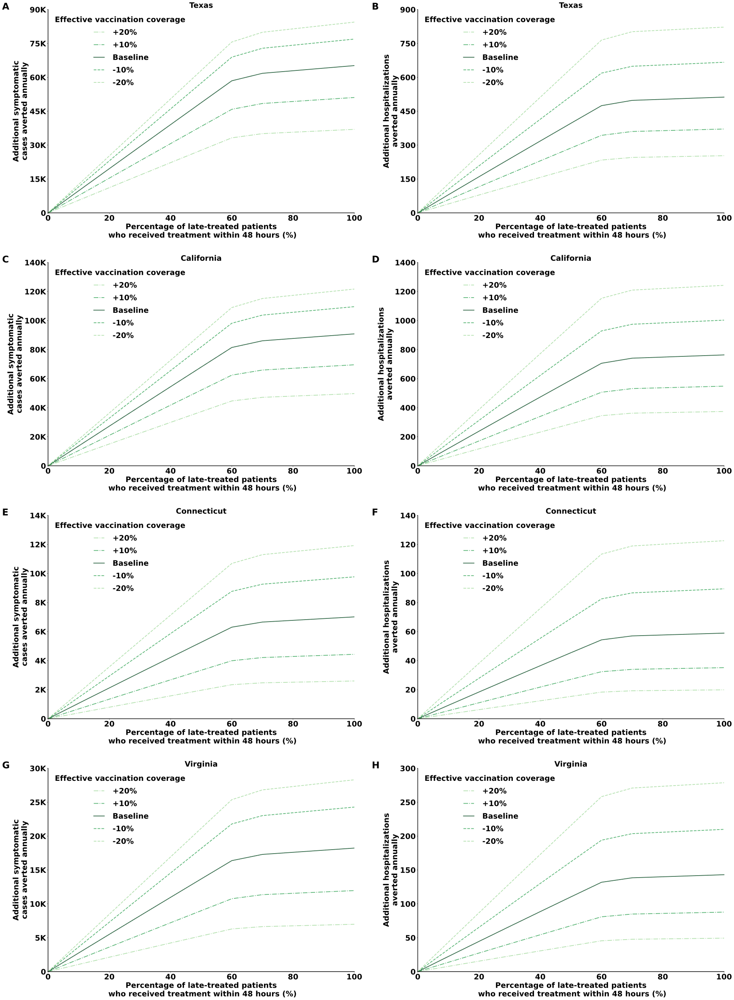 A
Texas
90K
75K
60K
45K
30K
15K
0
Additional symptomatic
cases averted annually
Effective vaccination coverage
+20%
+10%
Baseline
-10%
-20%
0 20 40 60 80 100
Percentage of late-treated patients
who received treatment within 48 hours (%)
B
Texas
900
750
600
450
300
150
0
Additional hospitalizations
averted annually
Effective vaccination coverage
+20%
+10%
Baseline
-10%
-20%
0 20 40 60 80 100
Percentage of late-treated patients
who received treatment within 48 hours (%)
C
California
140K
120K
100K
80K
60K
40K
20K
0
Additional symptomatic
cases averted annually
Effective vaccination coverage
+20%
+10%
Baseline
-10%
-20%
0 20 40 60 80 100
Percentage of late-treated patients
who received treatment within 48 hours (%)
D
California
1400
1200
1000
800
600
400
200
0
Additional hospitalizations
averted annually
Effective vaccination coverage
+20%
+10%
Baseline
-10%
-20%
0 20 40 60 80 100
Percentage of late-treated patients
who received treatment within 48 hours (%)
E
Connecticut
14K
12K
10K
8K
6K
4K
2K
0
Additional symptomatic
cases averted annually
Effective vaccination coverage
+20%
+10%
Baseline
-10%
-20%
0 20 40 60 80 100
Percentage of late-treated patients
who received treatment within 48 hours (%)
F
Connecticut
140
120
100
80
60
40
20
0
Additional hospitalizations
averted annually
Effective vaccination coverage
+20%
+10%
Baseline
-10%
-20%
0 20 40 60 80 100
Percentage of late-treated patients
who received treatment within 48 hours (%)
G
Virginia
30K
25K
20K
15K
10K
5K
0
Additional symptomatic
cases averted annually
Effective vaccination coverage
+20%
+10%
Baseline
-10%
-20%
0 20 40 60 80 100
Percentage of late-treated patients
who received treatment within 48 hours (%)
H
Virginia
300
250
200
150
100
50
0
Additional hospitalizations
averted annually
Effective vaccination coverage
+20%
+10%
Baseline
-10%
-20%
0 20 40 60 80 100
Percentage of late-treated patients
who received treatment within 48 hours (%)